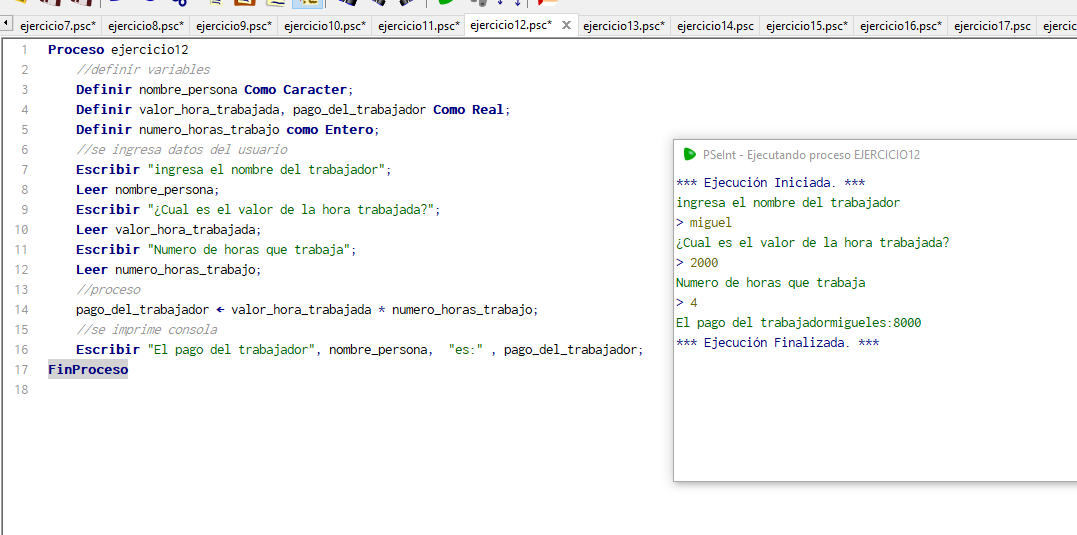 ejercicio7.psc* ejercicio8.psc* ejercicio9.psc* ejercicio10.psc* ejercicio11.psc* ejercicio12.psc* ejercicio13.psc* ejercicio14.psc ejercicio15.psc* ejercicio16.psc* ejercicio17.psc ejercic
1 Proceso ejercicio12
2 //definir variables
3 Definir nombre_persona Como Caracter;
4 Definir valor_hora_trabajada, pago_del_trabajador Como Real;
5 Definir numero_horas_trabajo como Entero;
6 //se ingresa datos del usuario
7 Escribir "ingresa el nombre del trabajador";
8 Leer nombre_persona;
9 Escribir "¿Cual es el valor de la hora trabajada?";
10 Leer valor_hora_trabajada;
11 Escribir "Numero de horas que trabaja";
12 Leer numero_horas_trabajo;
13 //proceso
14 pago_del_trabajador ← valor_hora_trabajada * numero_horas_trabajo;
15 //se imprime consola
16 Escribir "El pago del trabajador", nombre_persona, "es:" , pago_del_trabajador;
17 FinProceso
18
PSeInt - Ejecutando proceso EJERCICIO12
*** Ejecución Iniciada. ***
ingresa el nombre del trabajador
> miguel
¿Cual es el valor de la hora trabajada?
> 2000
Numero de horas que trabaja
> 4
El pago del trabajadormigueles:8000
*** Ejecución Finalizada. ***